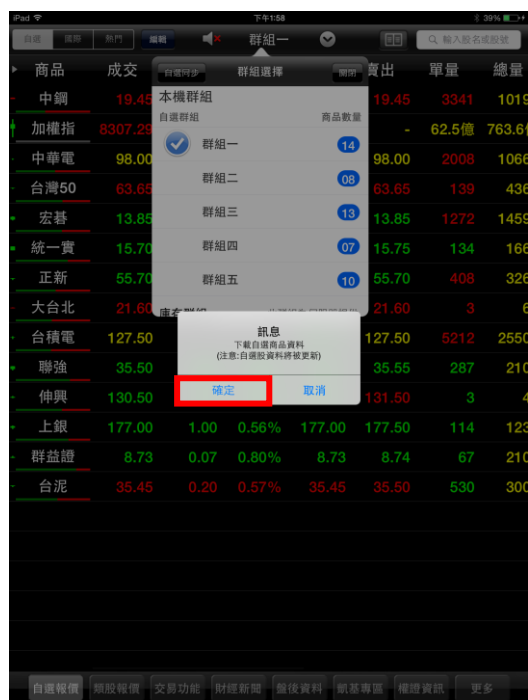 iPad 下午1:58 39%
自選 國際 熱門 編輯 群組一 輸入股名或股號
商品 成交 自選同步 群組選擇 關閉 賣出 單量 總量
本機群組
自選群組 商品數量
群組一 14
群組二 08
群組三 13
群組四 07
群組五 10
中鋼 19.45 19.45 3341 1019
加權指 8307.29 - 62.5億 763.6
中華電 98.00 98.00 2008 1066
台灣50 63.65 63.65 139 436
宏碁 13.85 13.85 1272 1459
統一實 15.70 15.75 134 166
正新 55.70 55.70 408 326
大台北 21.60 21.60 3 6
台積電 127.50 127.50 5212 2550
聯強 35.50 35.55 287 210
伸興 130.50 131.50 3 4
訊息
下載自選商品資料
(注意:自選股資料將被更新)
確定 取消
上銀 177.00 1.00 0.56% 177.00 177.50 114 123
群益證 8.73 0.07 0.80% 8.73 8.74 67 210
台泥 35.45 0.20 0.57% 35.45 35.50 530 300
自選報價 類股報價 交易功能 財經新聞 盤後資料 凱基專區 權證資訊 更多